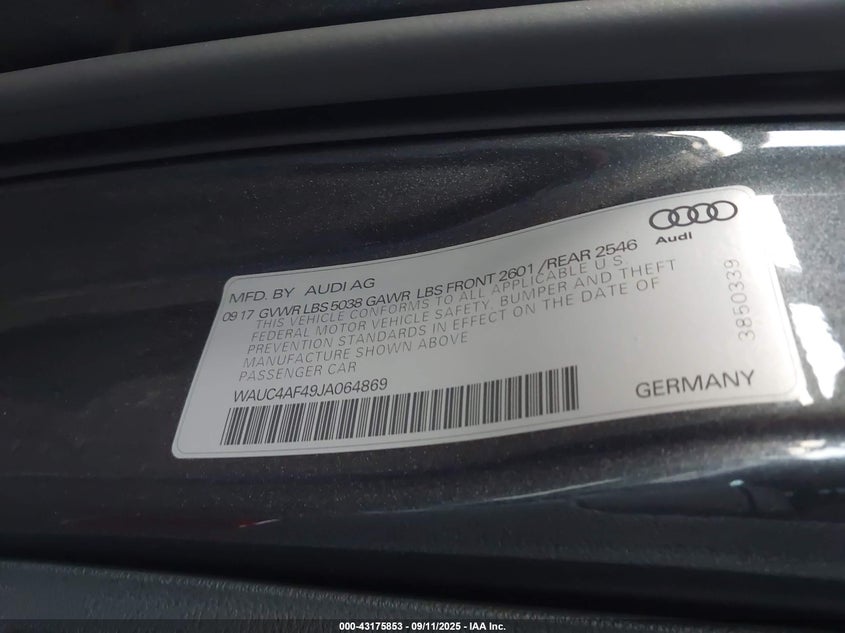 Audi
MFD. BY AUDI AG
09 17 GVWR LBS 5038 GAWR LBS FRONT 2601 /REAR 2546
THIS VEHICLE CONFORMS TO ALL APPLICABLE U S
FEDERAL MOTOR VEHICLE SAFETY, BUMPER AND THEFT
PREVENTION STANDARDS IN EFFECT ON THE DATE OF
MANUFACTURE SHOWN ABOVE
PASSENGER CAR
WAUC4AF49JA064869
GERMANY
3850339
000-43175853 - 09/11/2025 - IAA Inc.